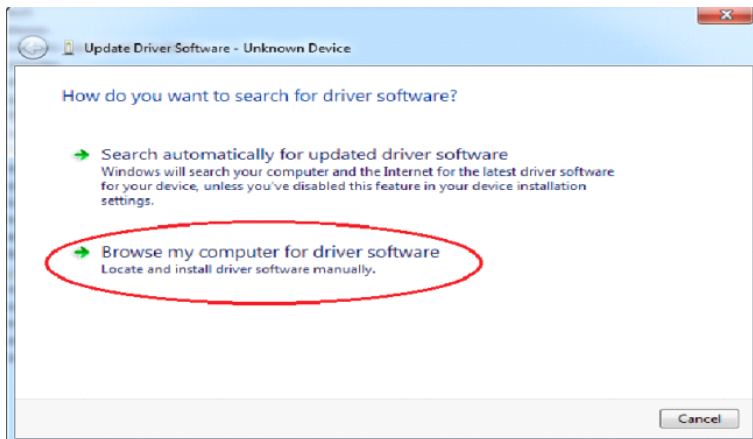 Update Driver Software - Unknown Device
How do you want to search for driver software?
Search automatically for updated driver software
Windows will search your computer and the Internet for the latest driver software
for your device, unless you've disabled this feature in your device installation
settings.
Browse my computer for driver software
Locate and install driver software manually.
Cancel